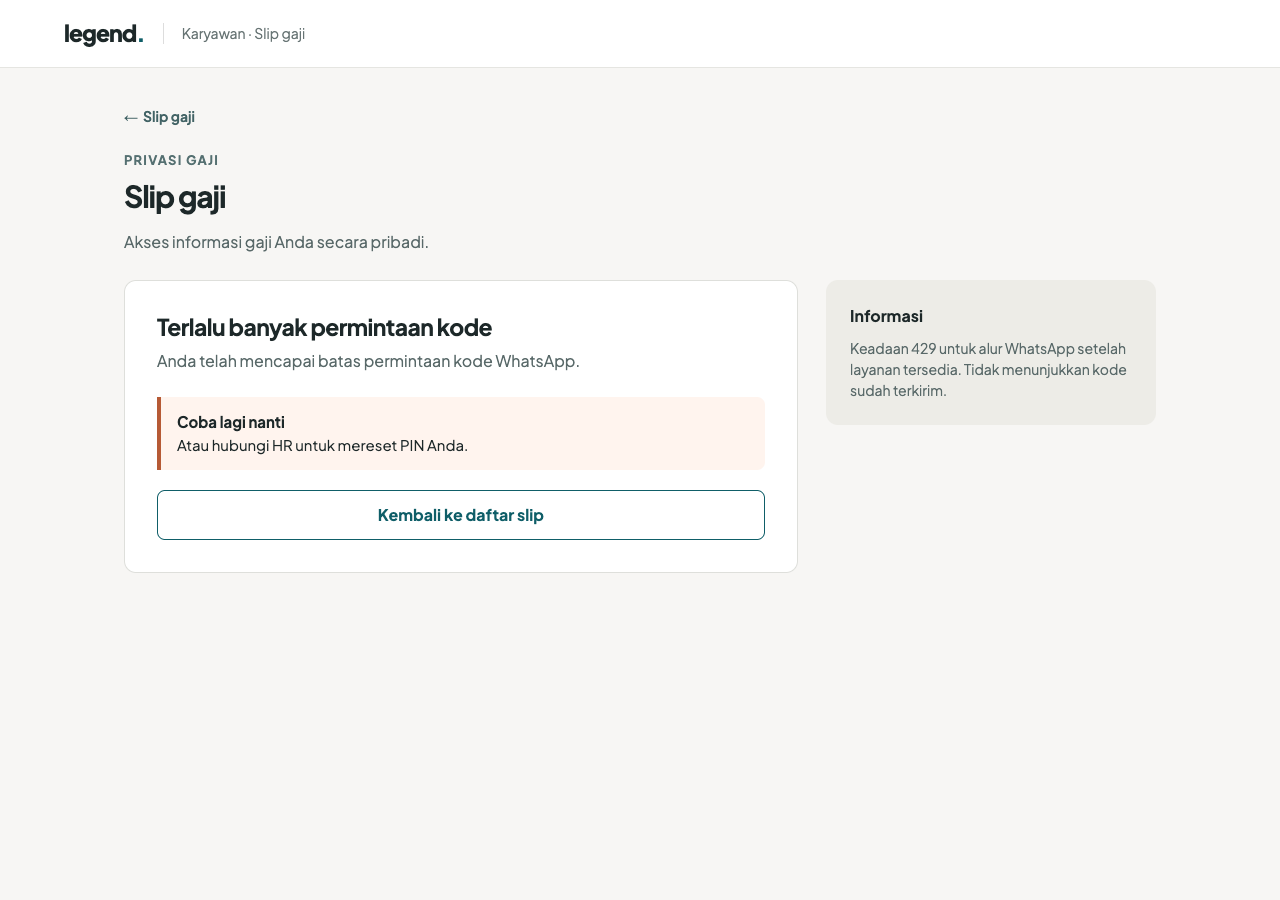 legend.
Karyawan · Slip gaji
← Slip gaji
PRIVASI GAJI
Slip gaji
Akses informasi gaji Anda secara pribadi.
Terlalu banyak permintaan kode
Anda telah mencapai batas permintaan kode WhatsApp.
Coba lagi nanti
Atau hubungi HR untuk mereset PIN Anda.
Kembali ke daftar slip
Informasi
Keadaan 429 untuk alur WhatsApp setelah
layanan tersedia. Tidak menunjukkan kode
sudah terkirim.